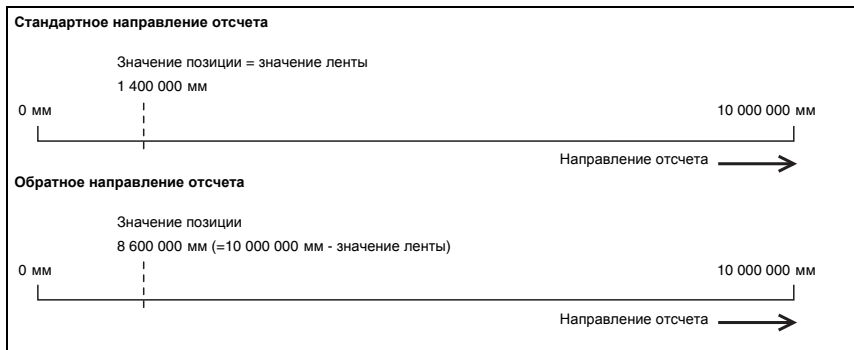 Стандартное направление отсчета
Значение позиции = значение ленты
1 400 000 мм
0 мм
10 000 000 мм
Направление отсчета
Обратное направление отсчета
Значение позиции
8 600 000 мм (=10 000 000 мм - значение ленты)
0 мм
10 000 000 мм
Направление отсчета